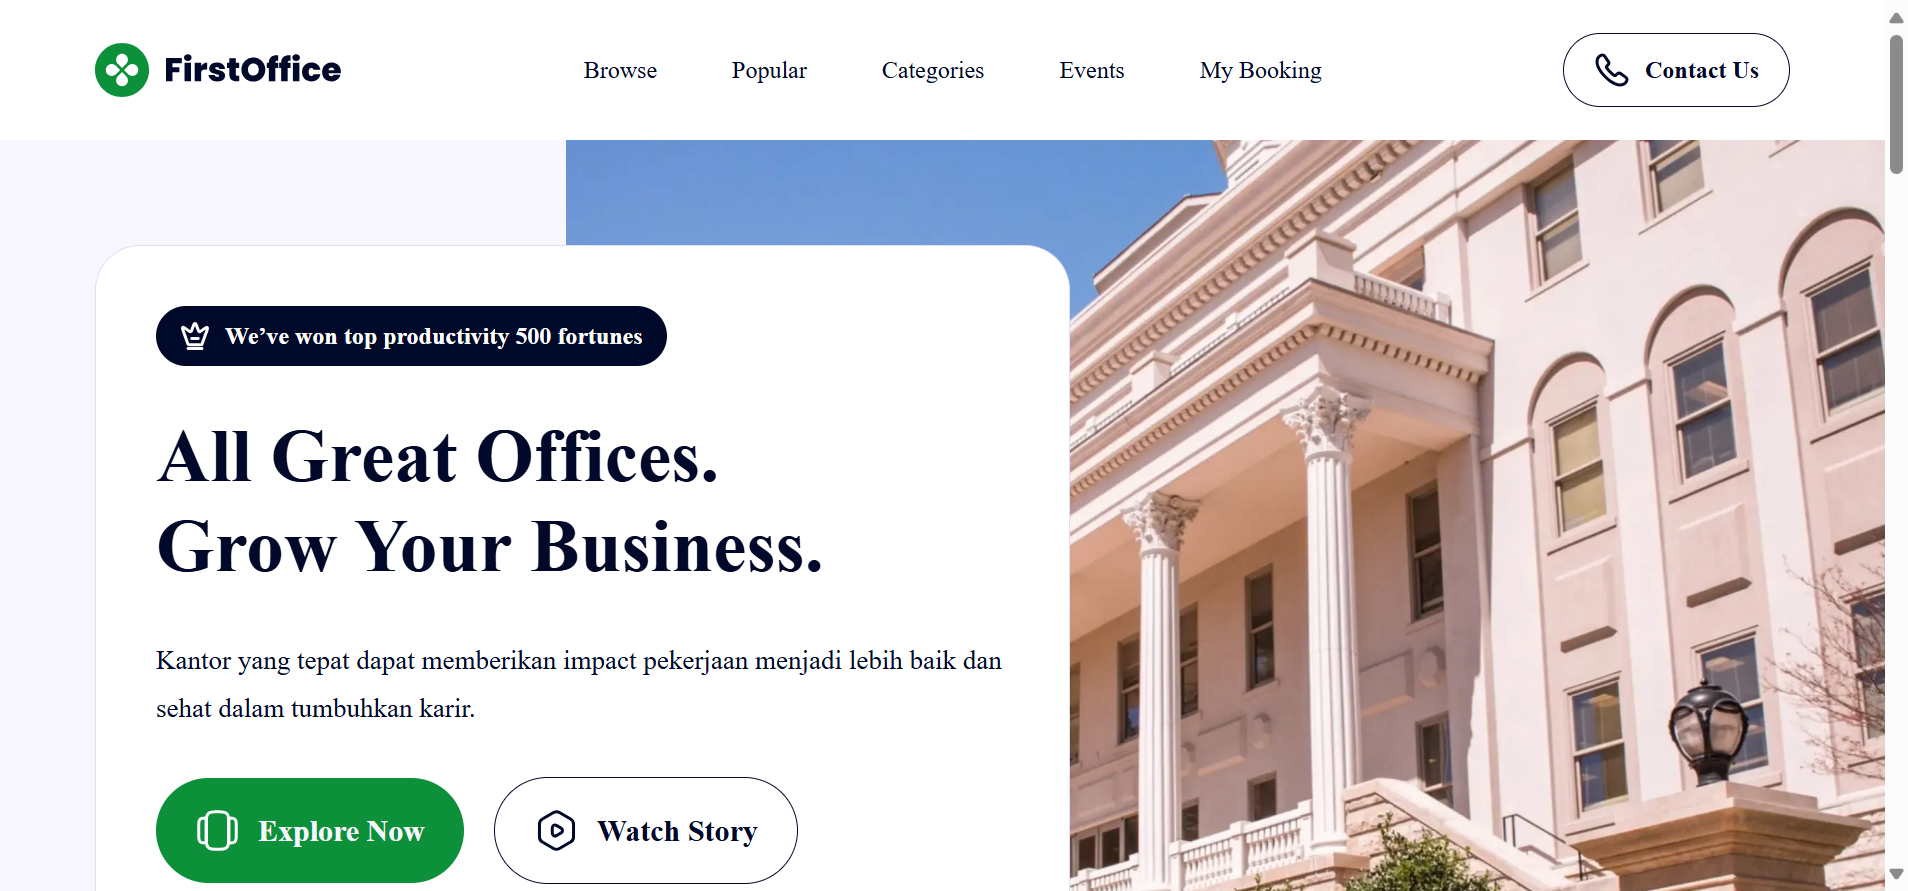 FirstOffice
Browse
Popular
Categories
Events
My Booking
Contact Us
We’ve won top productivity 500 fortunes
All Great Offices.
Grow Your Business.
Kantor yang tepat dapat memberikan impact pekerjaan menjadi lebih baik dan
sehat dalam tumbuhkan karir.
Explore Now
Watch Story